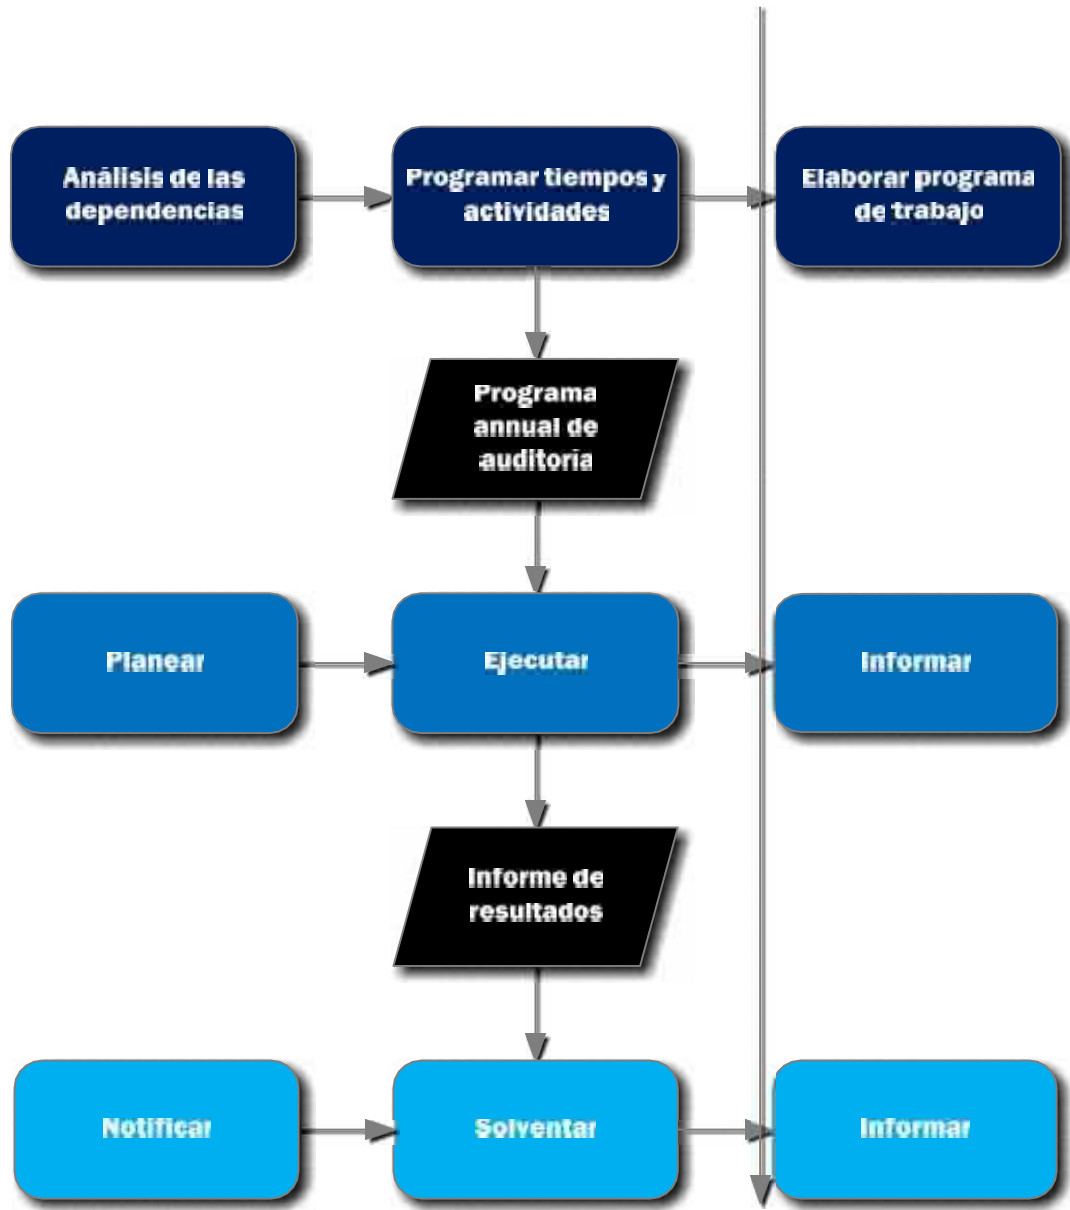 Análisis de las
dependencias
Programar tiempos y
actividades
Elaborar programa
de trabajo
Programa
annual de
auditoría
Planear
Ejecutar
Informar
Informe de
resultados
Notificar
Solventar
Informar